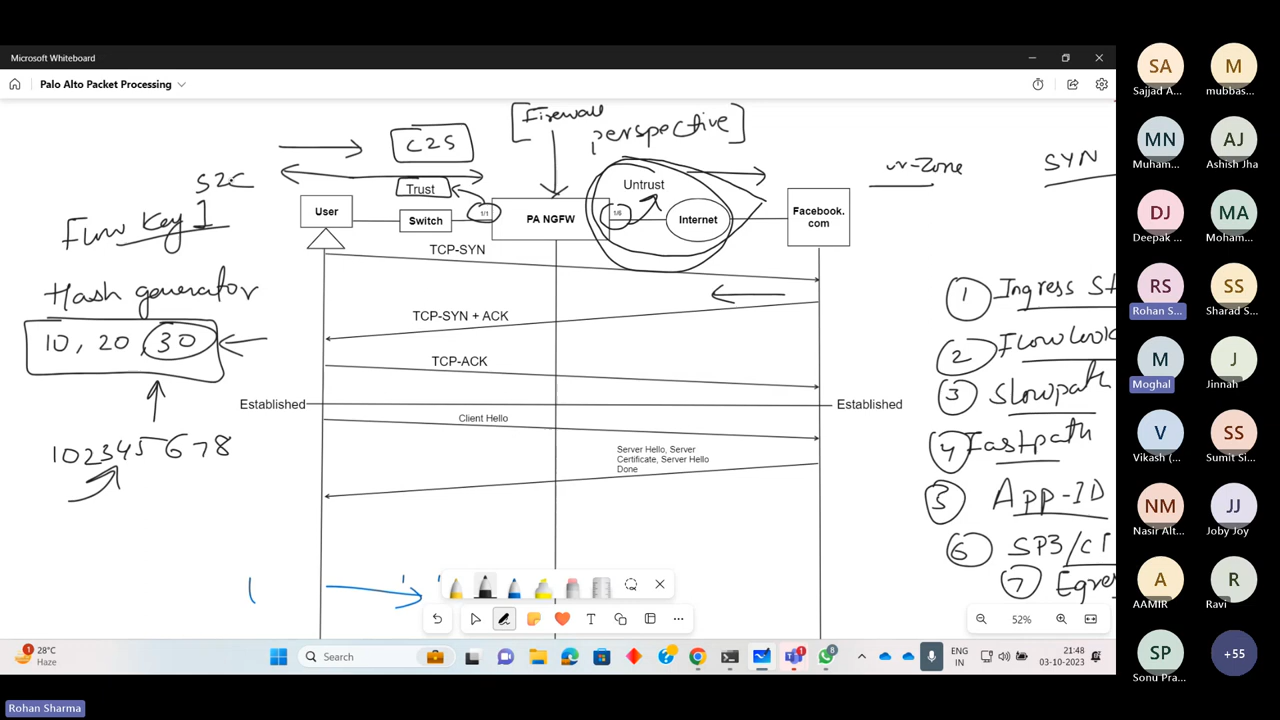 Microsoft Whiteboard
Palo Alto Packet Processing
[Firewall
perspective]
C2S
S2C
Flow Key 1
Trust
Untrust
User
Switch
1/1
PA NGFW
1/6
Internet
Facebook.
com
SYN
-Zone
TCP-SYN
Hash generator
10, 20, 30
TCP-SYN + ACK
TCP-ACK
Established
Established
Client Hello
102345678
Server Hello, Server
Certificate, Server Hello
Done
1 Ingress St
2 Flow look
3 Slowpath
4 Fastpath
5 App-ID
6 SP3/CT
7 Egre
52%
1
28°C
Haze
Search
1
8
ENG
IN
21:48
03-10-2023
Rohan Sharma
SA
Sajjad A...
M
mubbas...
MN
Muham...
AJ
Ashish Jha
DJ
Deepak ...
MA
Moham...
RS
Rohan S...
SS
Sharad S...
M
Moghal
J
Jinnah
V
Vikash (...
SS
Sumit Si...
NM
Nasir Alt...
JJ
Joby Joy
A
AAMIR
R
Ravi
SP
Sonu Pra...
+55